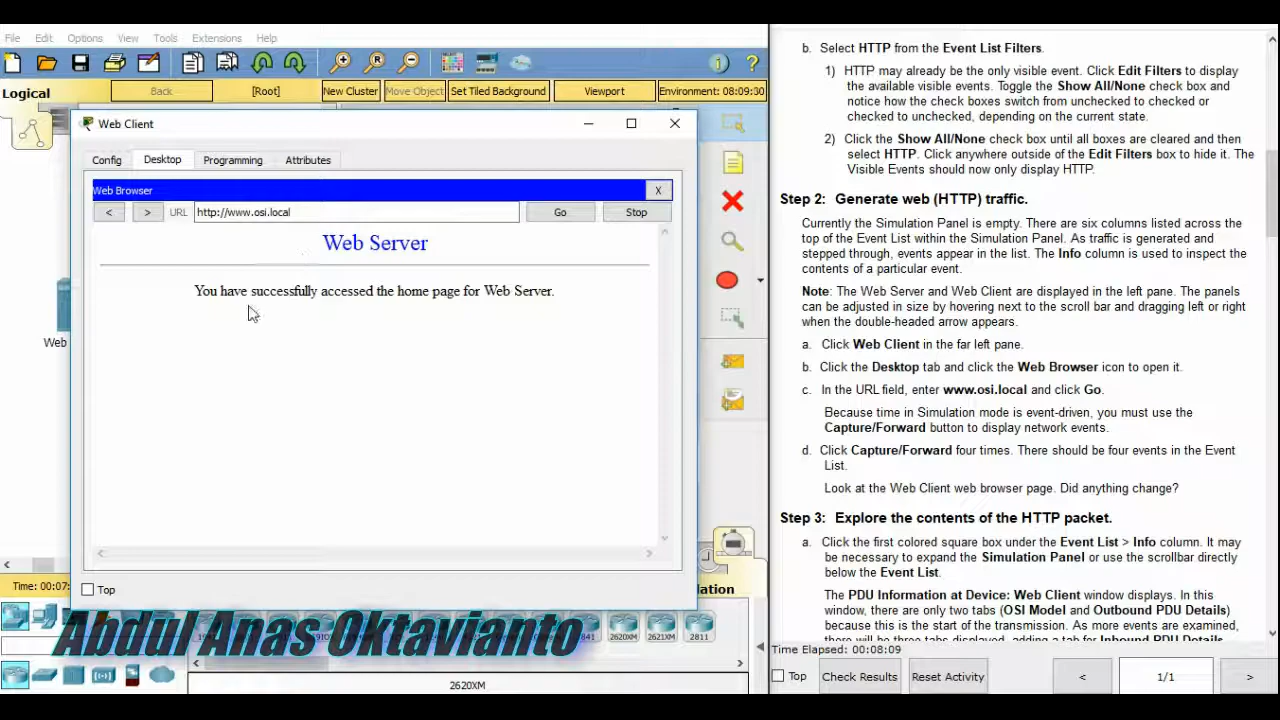 File Edit Options View Tools Extensions Help
Logical Back [Root] New Cluster Move Object Set Tiled Background Viewport Environment: 08:09:30
Web Client
Config Desktop Programming Attributes
Web Browser X
< > URL http://www.osi.local Go Stop
Web Server
You have successfully accessed the home page for Web Server.
Web
Top
Time: 00:07:
lation
Abdul Anas Oktavianto
2620XM 2621XM 2811
2620XM
b. Select HTTP from the Event List Filters.
1) HTTP may already be the only visible event. Click Edit Filters to display
the available visible events. Toggle the Show All/None check box and
notice how the check boxes switch from unchecked to checked or
checked to unchecked, depending on the current state.
2) Click the Show All/None check box until all boxes are cleared and then
select HTTP. Click anywhere outside of the Edit Filters box to hide it. The
Visible Events should now only display HTTP.
Step 2: Generate web (HTTP) traffic.
Currently the Simulation Panel is empty. There are six columns listed across the
top of the Event List within the Simulation Panel. As traffic is generated and
stepped through, events appear in the list. The Info column is used to inspect the
contents of a particular event.
Note: The Web Server and Web Client are displayed in the left pane. The panels
can be adjusted in size by hovering next to the scroll bar and dragging left or right
when the double-headed arrow appears.
a. Click Web Client in the far left pane.
b. Click the Desktop tab and click the Web Browser icon to open it.
c. In the URL field, enter www.osi.local and click Go.
Because time in Simulation mode is event-driven, you must use the
Capture/Forward button to display network events.
d. Click Capture/Forward four times. There should be four events in the Event
List.
Look at the Web Client web browser page. Did anything change?
Step 3: Explore the contents of the HTTP packet.
a. Click the first colored square box under the Event List > Info column. It may
be necessary to expand the Simulation Panel or use the scrollbar directly
below the Event List.
The PDU Information at Device: Web Client window displays. In this
window, there are only two tabs (OSI Model and Outbound PDU Details)
because this is the start of the transmission. As more events are examined,
there will be three tabs displayed, adding a tab for Inbound PDU Details
Time Elapsed: 00:08:09
Top Check Results Reset Activity < 1/1 >